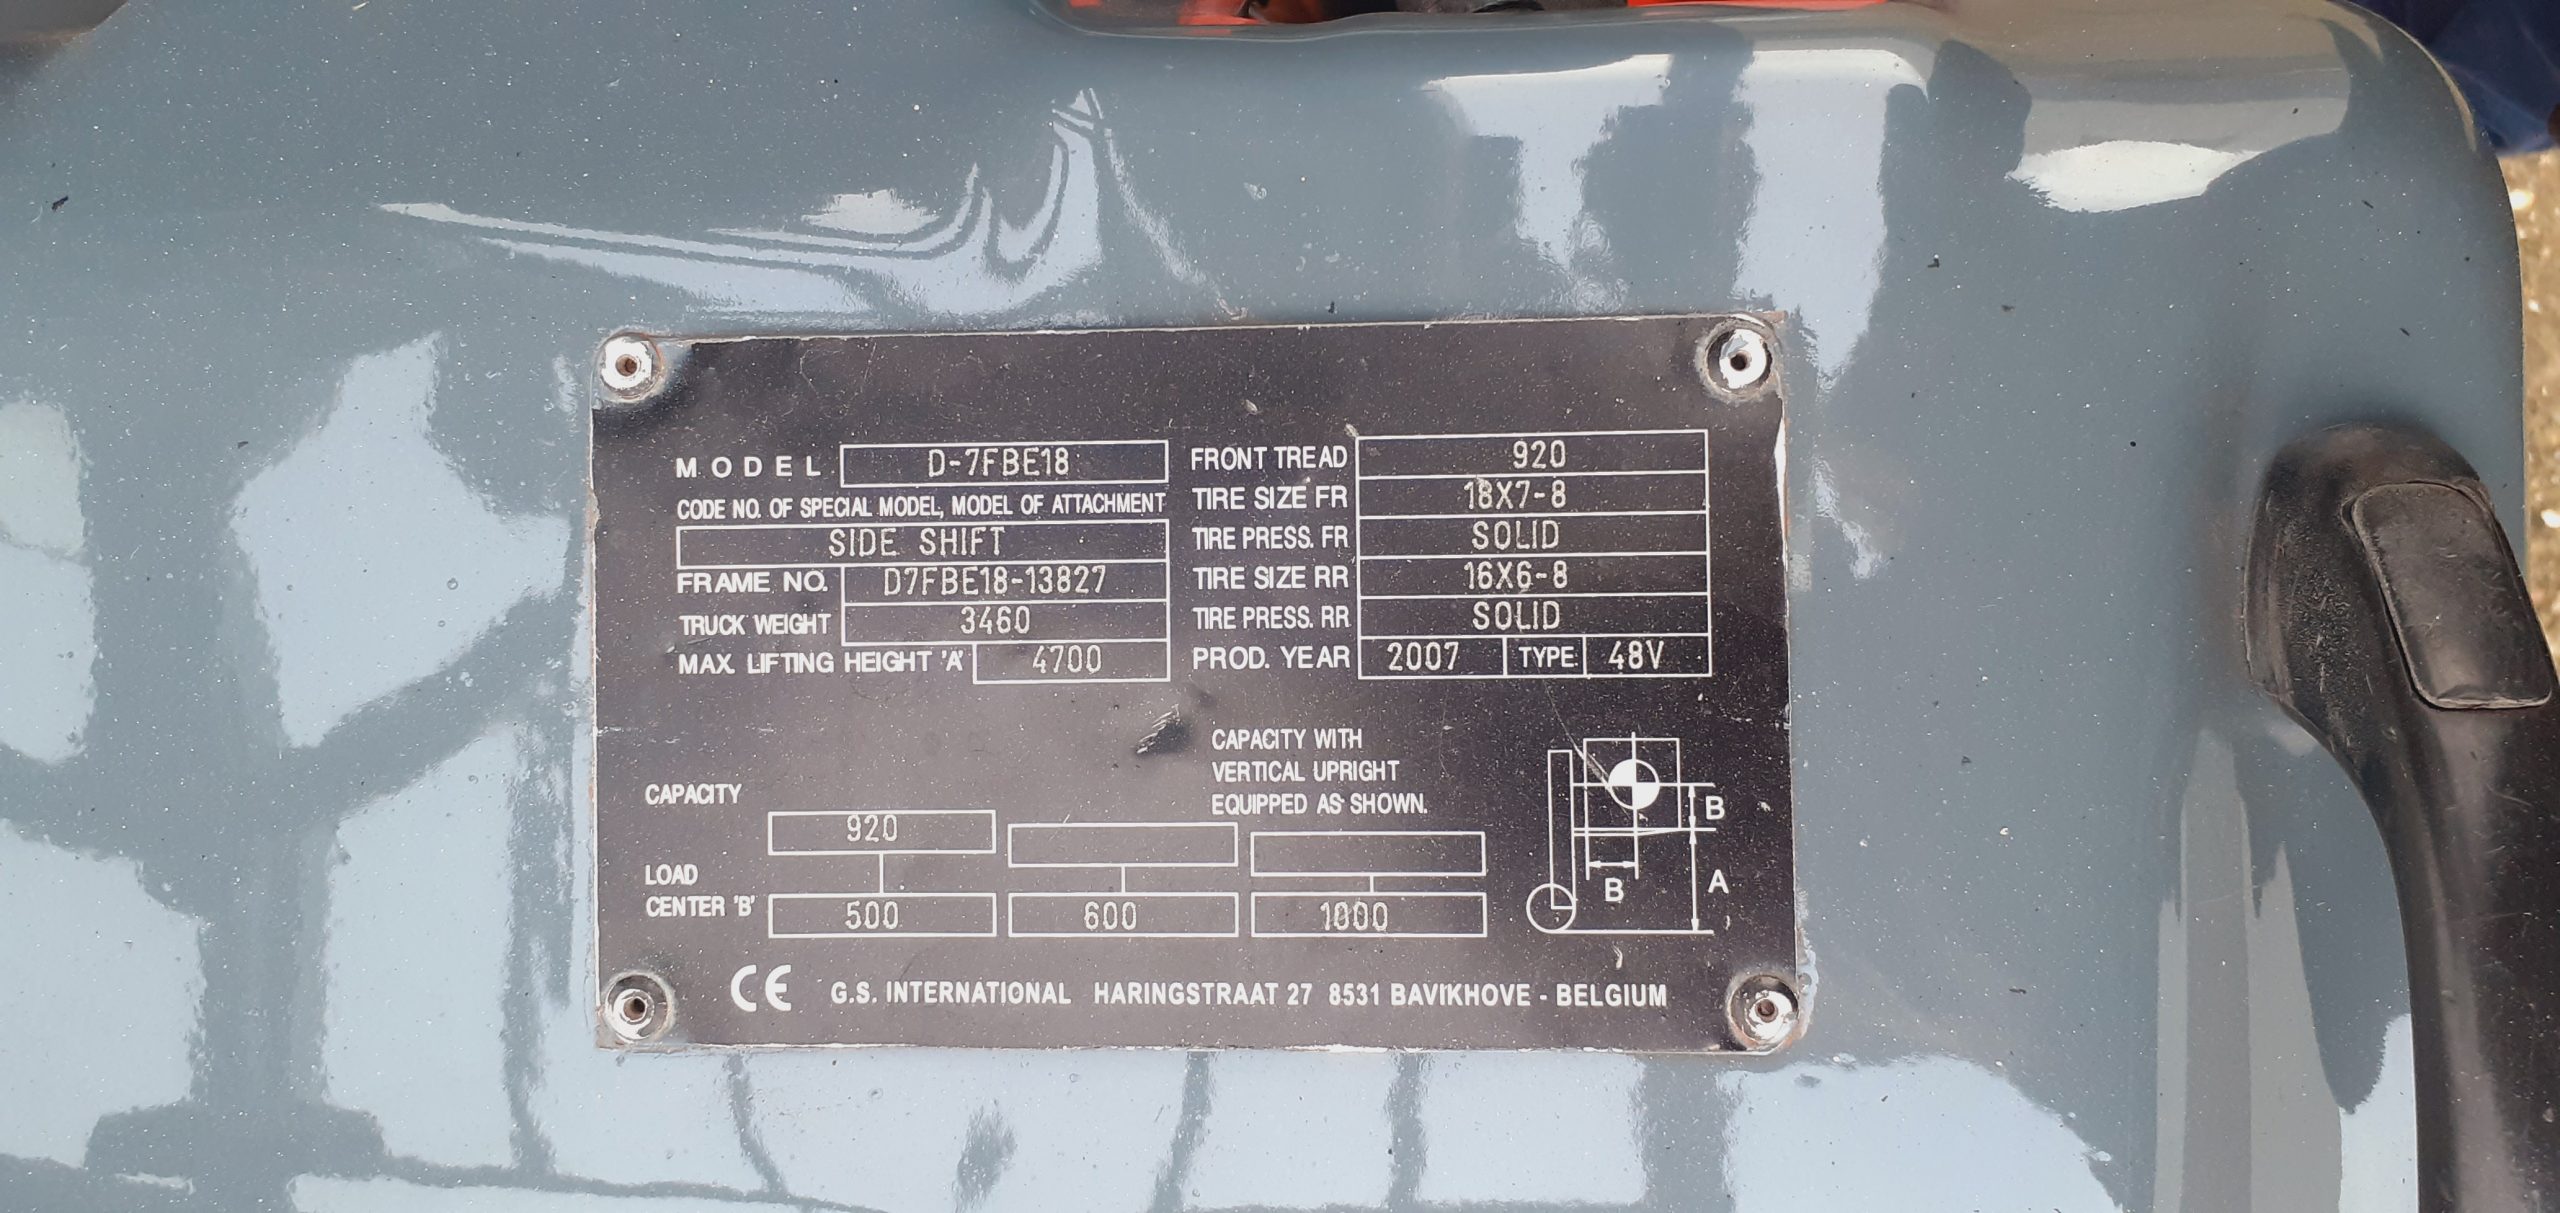 MODEL D-7FBE18
CODE NO. OF SPECIAL MODEL, MODEL OF ATTACHMENT
SIDE SHIFT
FRAME NO. D7FBE18-13827
TRUCK WEIGHT 3460
MAX. LIFTING HEIGHT 'A' 4700
FRONT TREAD 920
TIRE SIZE FR 18X7-8
TIRE PRESS. FR SOLID
TIRE SIZE RR 16X6-8
TIRE PRESS. RR SOLID
PROD. YEAR 2007 TYPE 48V
CAPACITY WITH
VERTICAL UPRIGHT
EQUIPPED AS SHOWN.
CAPACITY
920
LOAD
CENTER 'B' 500 600 1000
B
B
A
CE G.S. INTERNATIONAL HARINGSTRAAT 27 8531 BAVIKHOVE - BELGIUM